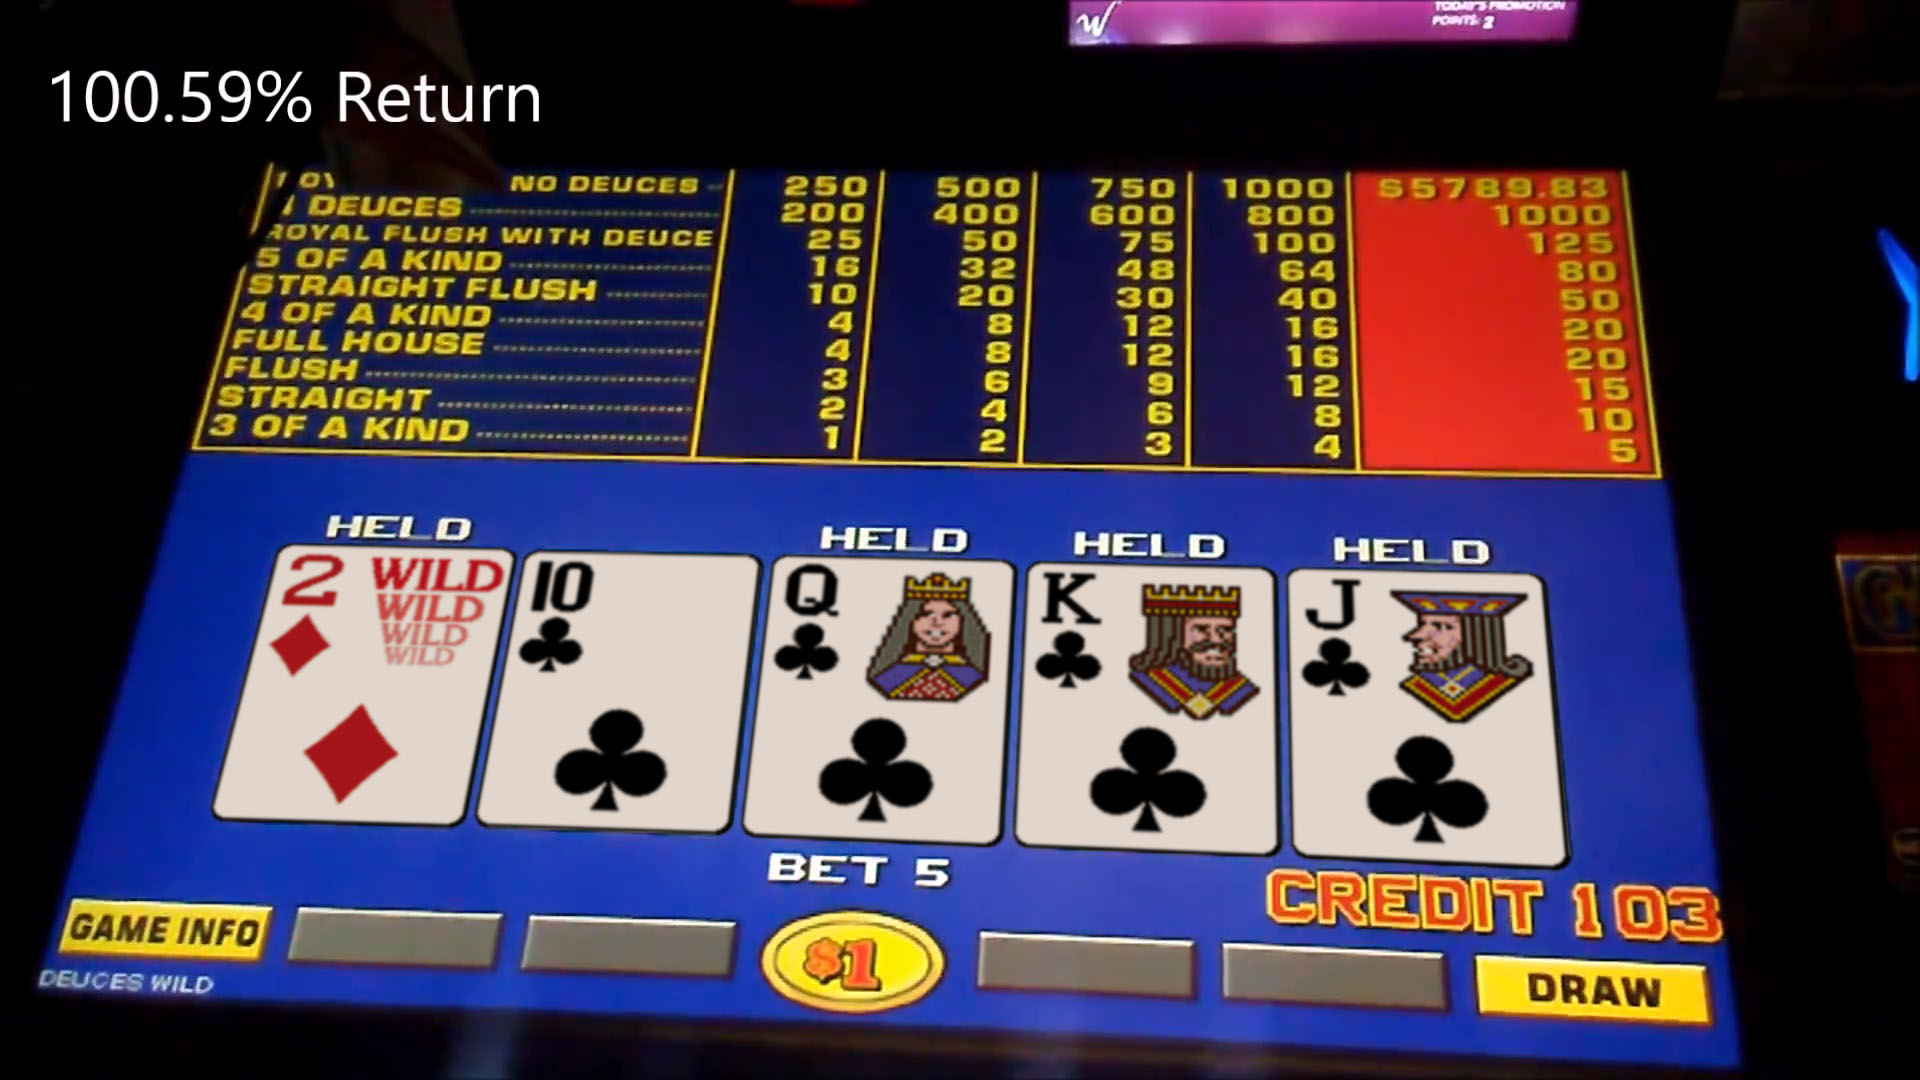 W
TODAY'S PROMOTION
POINTS: 2
100.59% Return
NO DEUCES 250 500 750 1000 $5789.83
DEUCES 200 400 600 800 1000
ROYAL FLUSH WITH DEUCE 25 50 75 100 125
5 OF A KIND 16 32 48 64 80
STRAIGHT FLUSH 10 20 30 40 50
4 OF A KIND 4 8 12 16 20
FULL HOUSE 4 8 12 16 20
FLUSH 3 6 9 12 15
STRAIGHT 2 4 6 8 10
3 OF A KIND 1 2 3 4 5
HELD HELD HELD HELD
2 WILD 10 Q K J
WILD
WILD
WILD
BET 5
CREDIT 103
GAME INFO $1 DRAW
DEUCES WILD